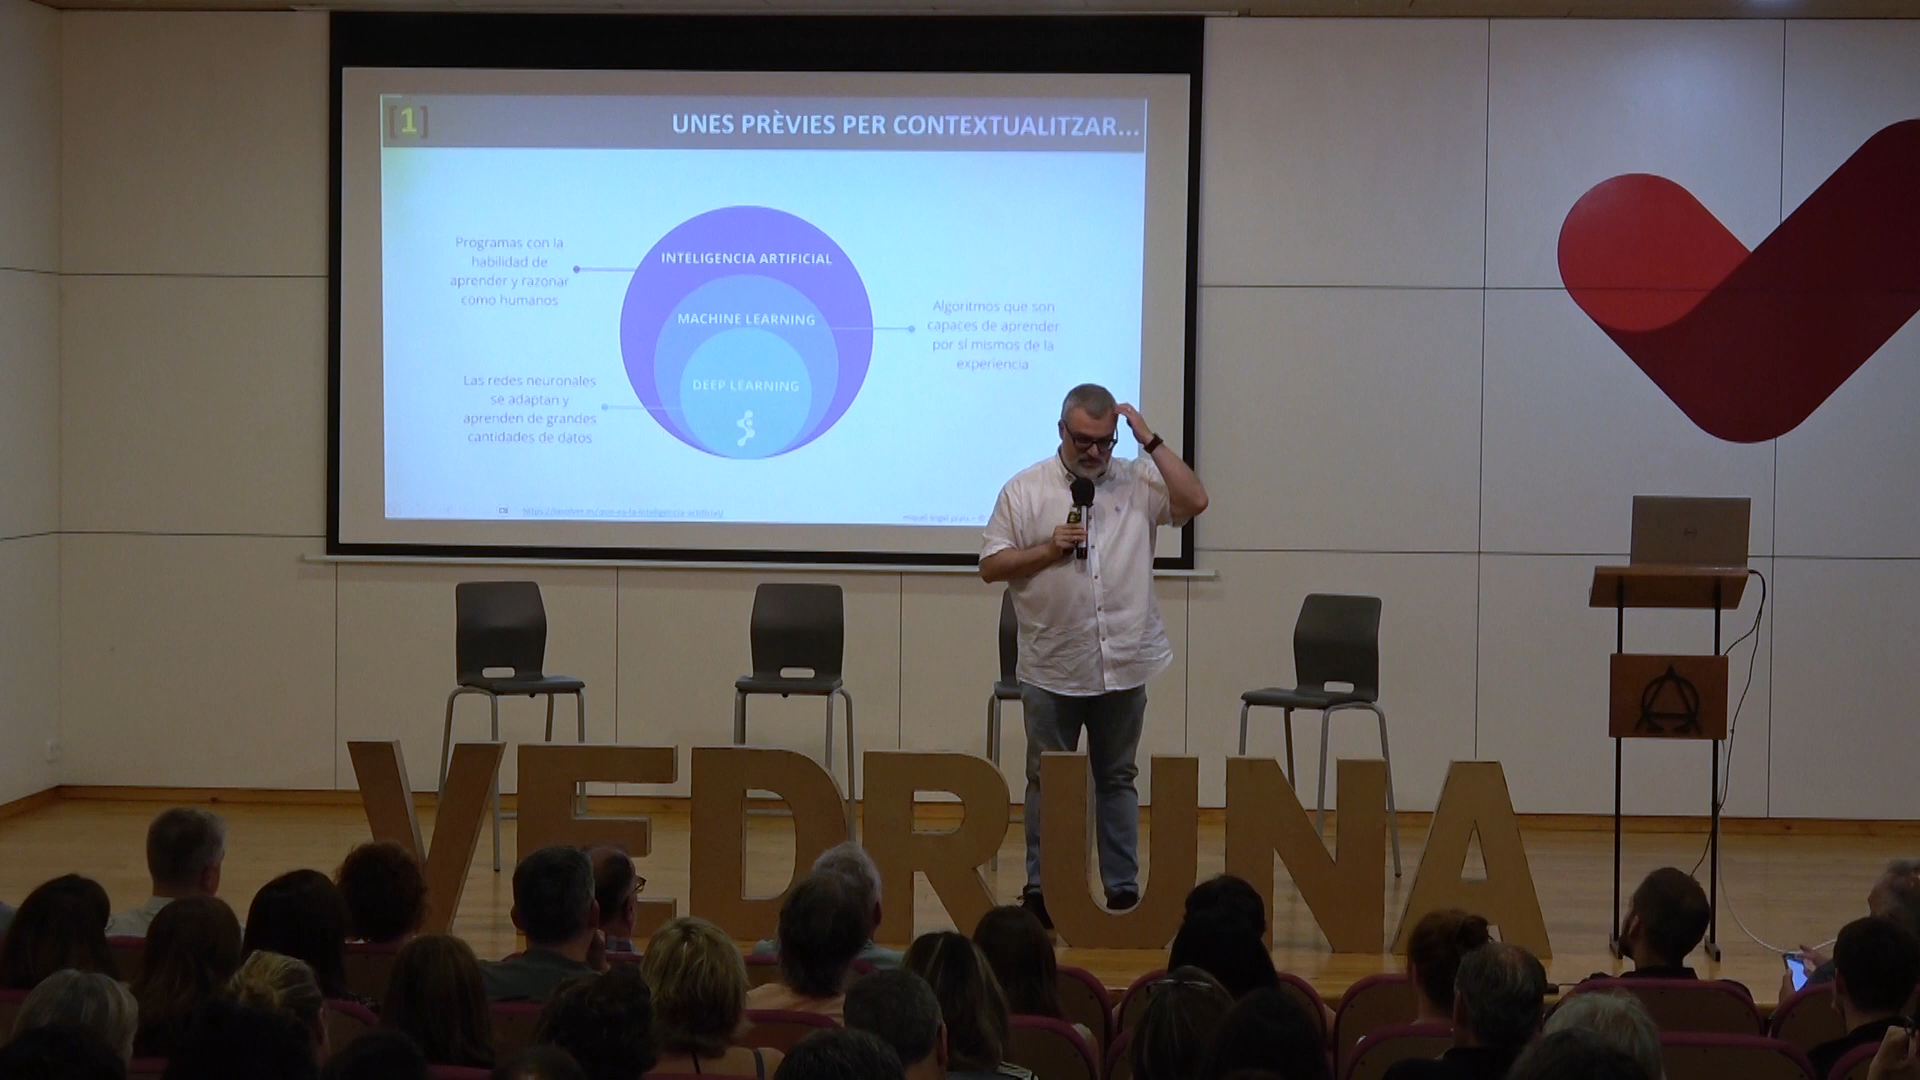 [1]
UNES PRÈVIES PER CONTEXTUALITZAR...
Programas con la
habilidad de
aprender y razonar
como humanos
INTELIGENCIA ARTIFICIAL
MACHINE LEARNING
Algoritmos que son
capaces de aprender
por sí mismos de la
experiencia
Las redes neuronales
se adaptan y
aprenden de grandes
cantidades de datos
DEEP LEARNING
VEDRUNA